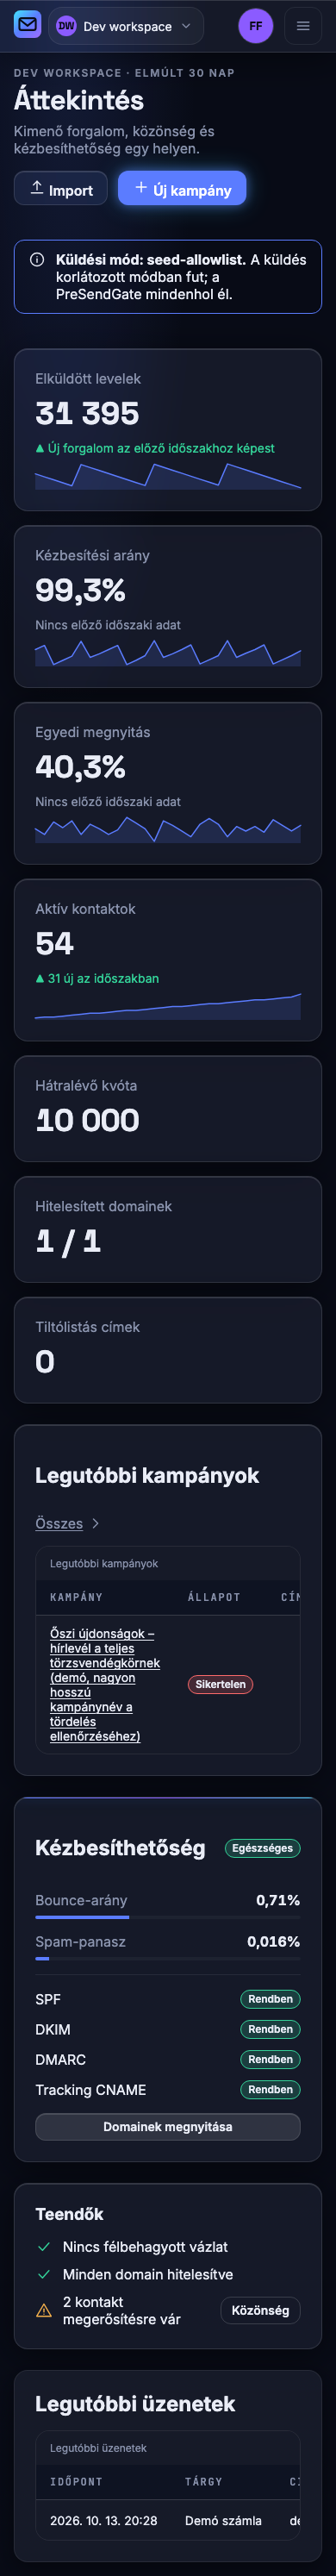 DW Dev workspace FF
DEV WORKSPACE · ELMÚLT 30 NAP
Áttekintés
Kimenő forgalom, közönség és
kézbesíthetőség egy helyen.
Import
Új kampány
Küldési mód: seed-allowlist. A küldés
korlátozott módban fut; a
PreSendGate mindenhol él.
Elküldött levelek
31 395
Új forgalom az előző időszakhoz képest
Kézbesítési arány
99,3%
Nincs előző időszaki adat
Egyedi megnyitás
40,3%
Nincs előző időszaki adat
Aktív kontaktok
54
31 új az időszakban
Hátralévő kvóta
10 000
Hitelesített domainek
1 / 1
Tiltólistás címek
0
Legutóbbi kampányok
Összes
Legutóbbi kampányok
KAMPÁNY ÁLLAPOT CÍM
Őszi újdonságok –
hírlevél a teljes
törzsvendégkörnek
(demó, nagyon
hosszú
kampánynév a
tördelés
ellenőrzéséhez)
Sikertelen
Kézbesíthetőség
Egészséges
Bounce-arány 0,71%
Spam-panasz 0,016%
SPF Rendben
DKIM Rendben
DMARC Rendben
Tracking CNAME Rendben
Domainek megnyitása
Teendők
Nincs félbehagyott vázlat
Minden domain hitelesítve
2 kontakt
megerősítésre vár
Közönség
Legutóbbi üzenetek
Legutóbbi üzenetek
IDŐPONT TÁRGY
2026. 10. 13. 20:28 Demó számla